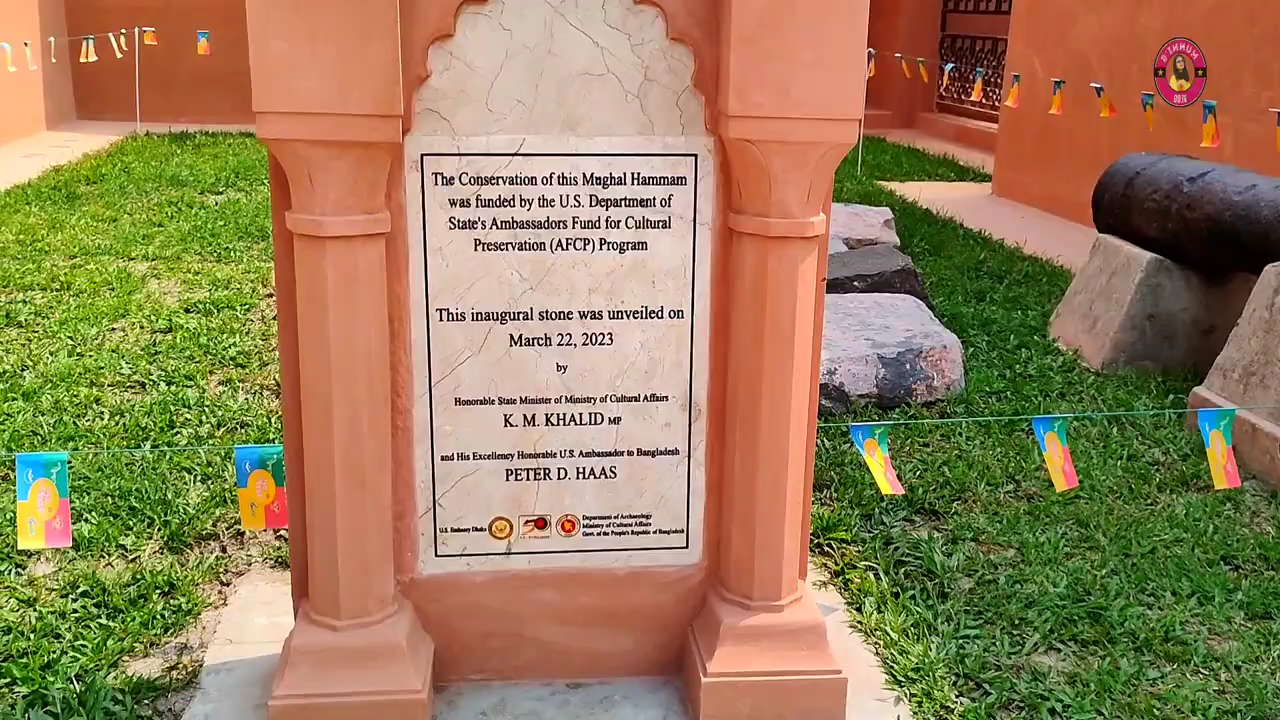 The Conservation of this Mughal Hammam
was funded by the U.S. Department of
State's Ambassadors Fund for Cultural
Preservation (AFCP) Program
This inaugural stone was unveiled on
March 22, 2023
by
Honorable State Minister of Ministry of Cultural Affairs
K. M. KHALID MP
and His Excellency Honorable U.S. Ambassador to Bangladesh
PETER D. HAAS
U.S. Embassy Dhaka
50
Department of Archaeology
Ministry of Cultural Affairs
Govt. of the People's Republic of Bangladesh
MUNNI'S